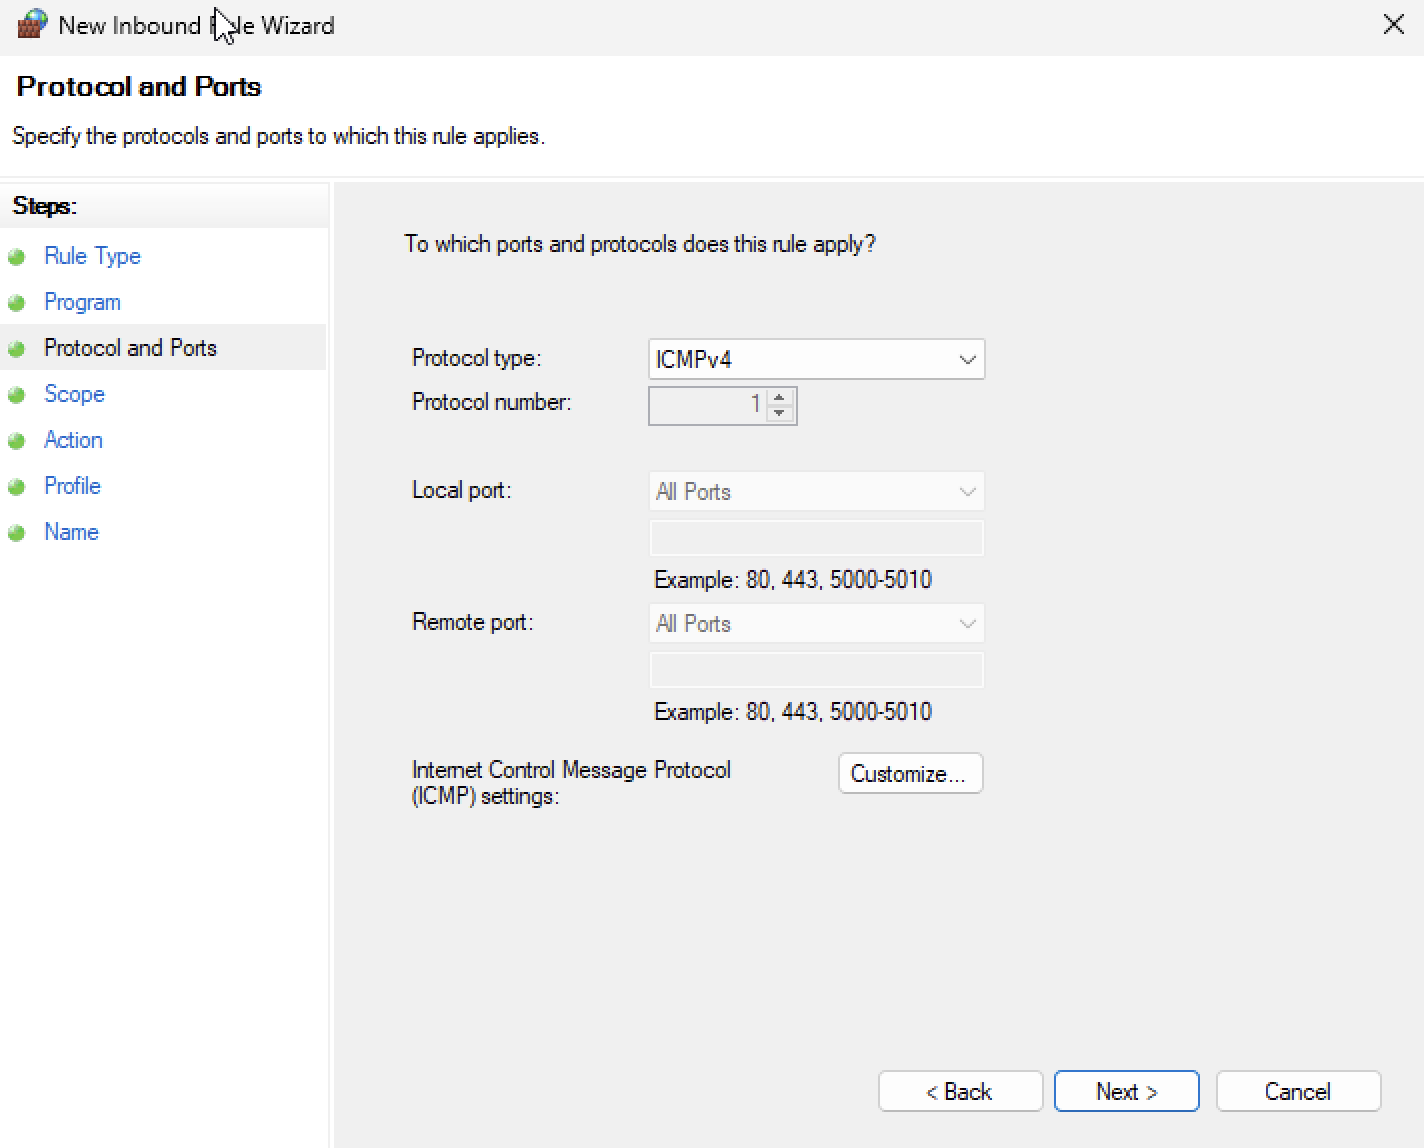 New Inbound Rule Wizard
Protocol and Ports
Specify the protocols and ports to which this rule applies.
Steps:
Rule Type
Program
Protocol and Ports
Scope
Action
Profile
Name
To which ports and protocols does this rule apply?
Protocol type: ICMPv4
Protocol number: 1
Local port: All Ports
Example: 80, 443, 5000-5010
Remote port: All Ports
Example: 80, 443, 5000-5010
Internet Control Message Protocol
(ICMP) settings:
Customize...
< Back Next > Cancel